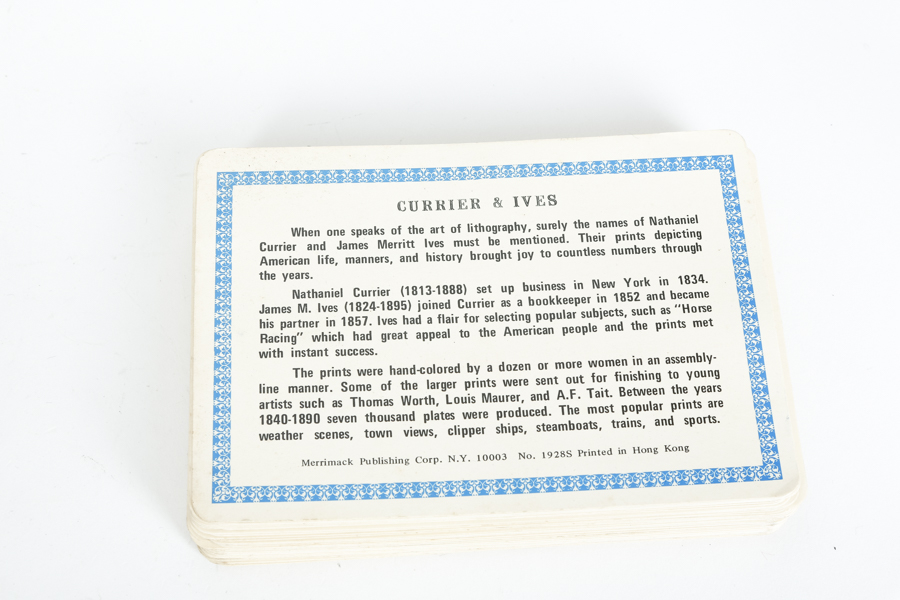 CURRIER & IVES
When one speaks of the art of lithography, surely the names of Nathaniel
Currier and James Merritt Ives must be mentioned. Their prints depicting
American life, manners, and history brought joy to countless numbers through
the years.
Nathaniel Currier (1813-1888) set up business in New York in 1834.
James M. Ives (1824-1895) joined Currier as a bookkeeper in 1852 and became
his partner in 1857. Ives had a flair for selecting popular subjects, such as "Horse
Racing" which had great appeal to the American people and the prints met
with instant success.
The prints were hand-colored by a dozen or more women in an assembly-
line manner. Some of the larger prints were sent out for finishing to young
artists such as Thomas Worth, Louis Maurer, and A.F. Tait. Between the years
1840-1890 seven thousand plates were produced. The most popular prints are
weather scenes, town views, clipper ships, steamboats, trains, and sports.
Merrimack Publishing Corp. N.Y. 10003 No. 1928S Printed in Hong Kong